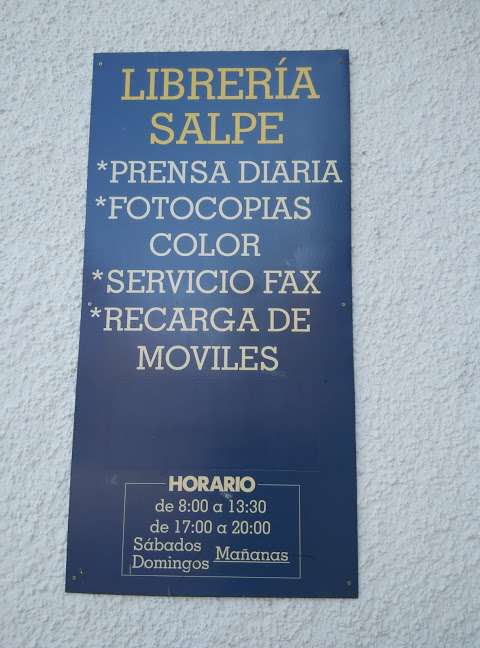 LIBRERÍA
SALPE
*PRENSA DIARIA
*FOTOCOPIAS
COLOR
*SERVICIO FAX
*RECARGA DE
MOVILES
HORARIO
de 8:00 a 13:30
de 17:00 a 20:00
Sábados
Domingos Mañanas